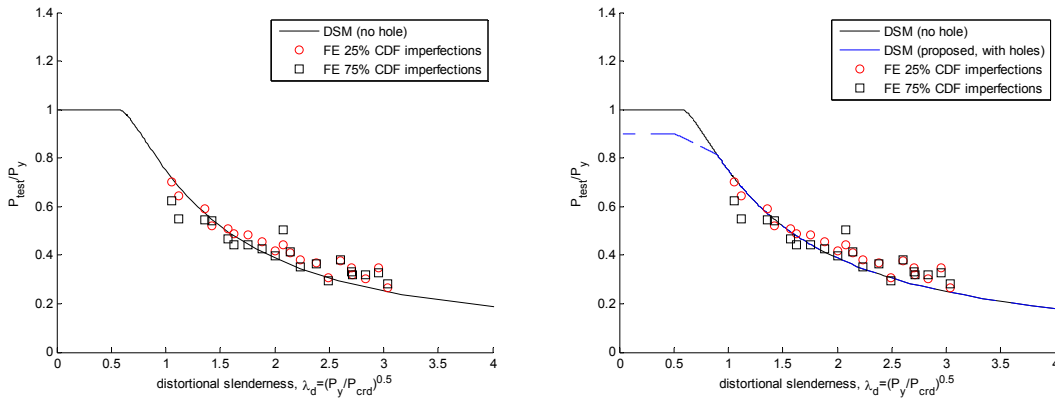 1.4
1.2
1
0.8
0.6
0.4
0.2
0
P_test/P_y
0 0.5 1 1.5 2 2.5 3 3.5 4
distortional slenderness, λ_d=(P_y/P_crd)^0.5
DSM (no hole)
FE 25% CDF imperfections
FE 75% CDF imperfections
1.4
1.2
1
0.8
0.6
0.4
0.2
0
P_test/P_y
0 0.5 1 1.5 2 2.5 3 3.5 4
distortional slenderness, λ_d=(P_y/P_crd)^0.5
DSM (no hole)
DSM (proposed, with holes)
FE 25% CDF imperfections
FE 75% CDF imperfections